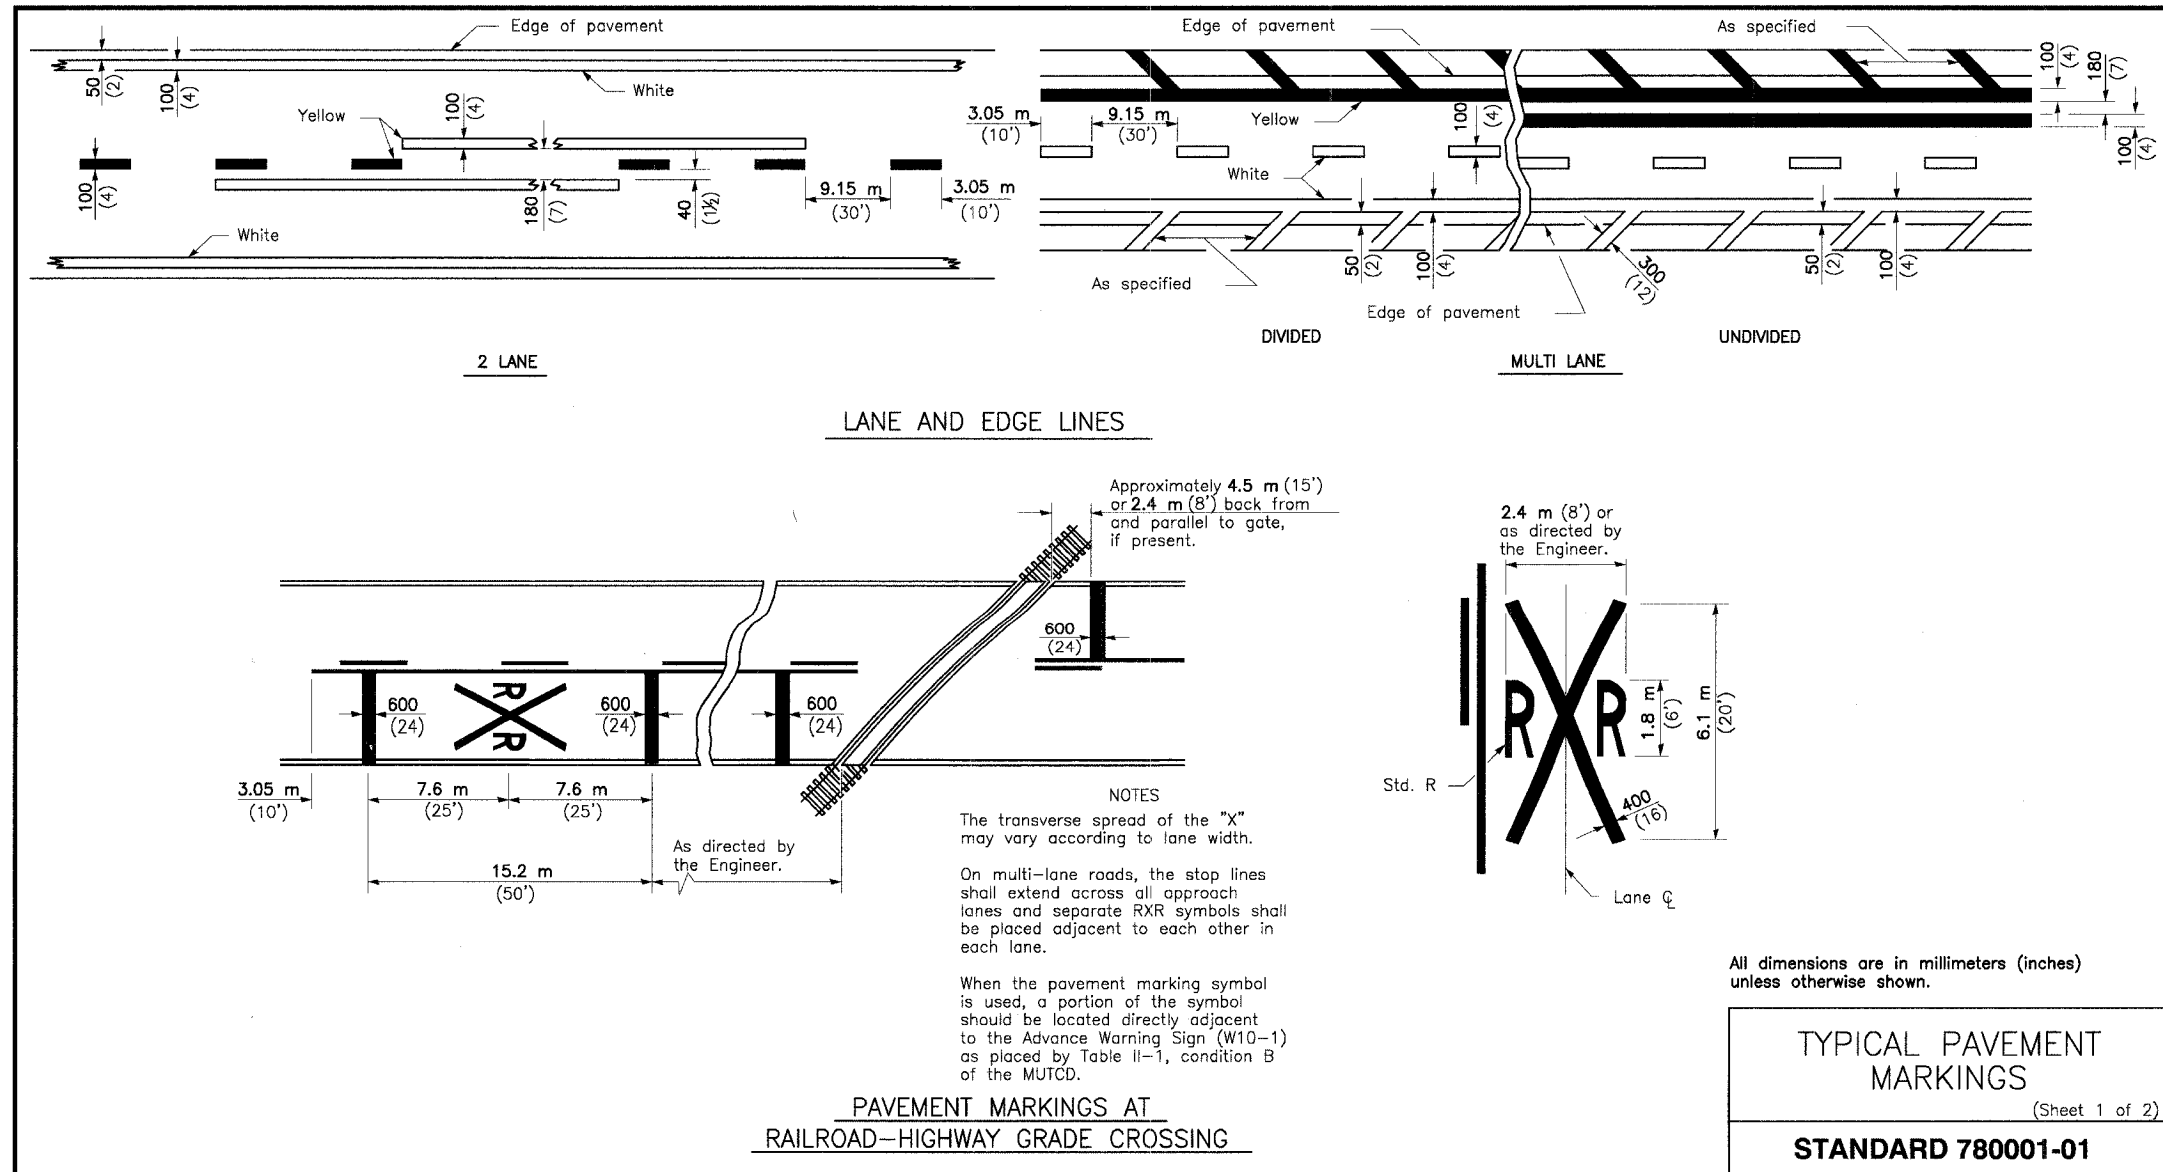 Edge of pavement
50
(2)
100
(4)
White
Yellow
100
(4)
100
(4)
180
(7)
40
(1½)
9.15 m
(30')
3.05 m
(10')
White
2 LANE
Edge of pavement
As specified
100
(4)
180
(7)
3.05 m
(10')
9.15 m
(30')
Yellow
100
(4)
100
(4)
White
50
(2)
100
(4)
300
(12)
50
(2)
100
(4)
As specified
Edge of pavement
DIVIDED
UNDIVIDED
MULTI LANE
LANE AND EDGE LINES
Approximately 4.5 m (15')
or 2.4 m (8') back from
and parallel to gate,
if present.
600
(24)
R
R
600
(24)
600
(24)
600
(24)
3.05 m
(10')
7.6 m
(25')
7.6 m
(25')
As directed by
the Engineer.
15.2 m
(50')
2.4 m (8') or
as directed by
the Engineer.
R R
1.8 m
(6')
6.1 m
(20')
Std. R
400
(16)
Lane ℄
NOTES
The transverse spread of the "X"
may vary according to lane width.
On multi-lane roads, the stop lines
shall extend across all approach
lanes and separate RXR symbols shall
be placed adjacent to each other in
each lane.
When the pavement marking symbol
is used, a portion of the symbol
should be located directly adjacent
to the Advance Warning Sign (W10-1)
as placed by Table II-1, condition B
of the MUTCD.
PAVEMENT MARKINGS AT
RAILROAD-HIGHWAY GRADE CROSSING
All dimensions are in millimeters (inches)
unless otherwise shown.
TYPICAL PAVEMENT
MARKINGS
(Sheet 1 of 2)
STANDARD 780001-01